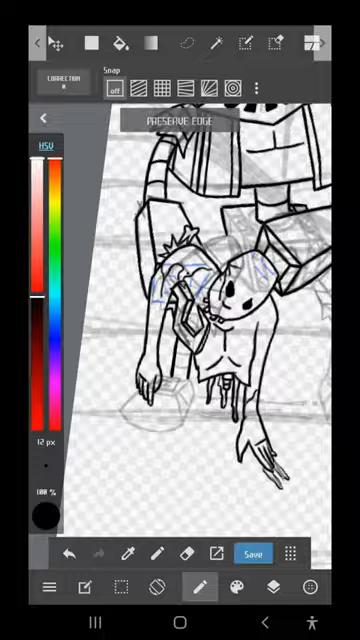 CORRECTION
Snap
off
PRESERVE EDGE
HSV
12 px
100 %
Save